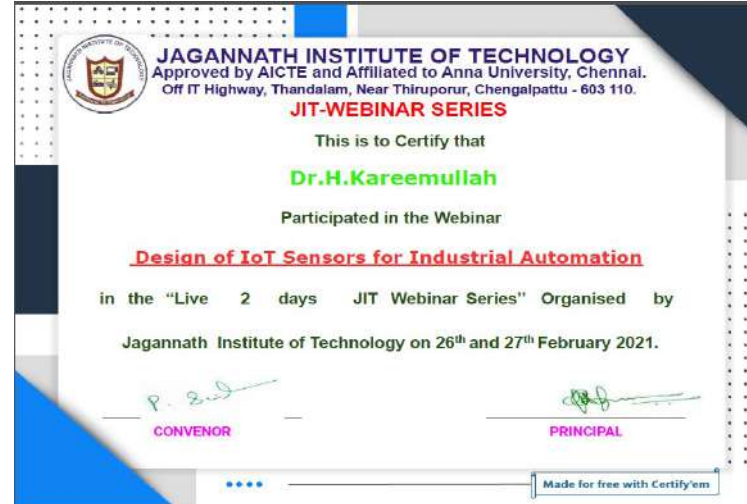 JAGANNATH INSTITUTE OF TECHNOLOGY
Approved by AICTE and Affiliated to Anna University, Chennai.
Off IT Highway, Thandalam, Near Thiruporur, Chengalpattu - 603 110.
JIT-WEBINAR SERIES
This is to Certify that
Dr.H.Kareemullah
Participated in the Webinar
Design of IoT Sensors for Industrial Automation
in the “Live 2 days JIT Webinar Series” Organised by
Jagannath Institute of Technology on 26th and 27th February 2021.
CONVENOR
PRINCIPAL
Made for free with Certify'em